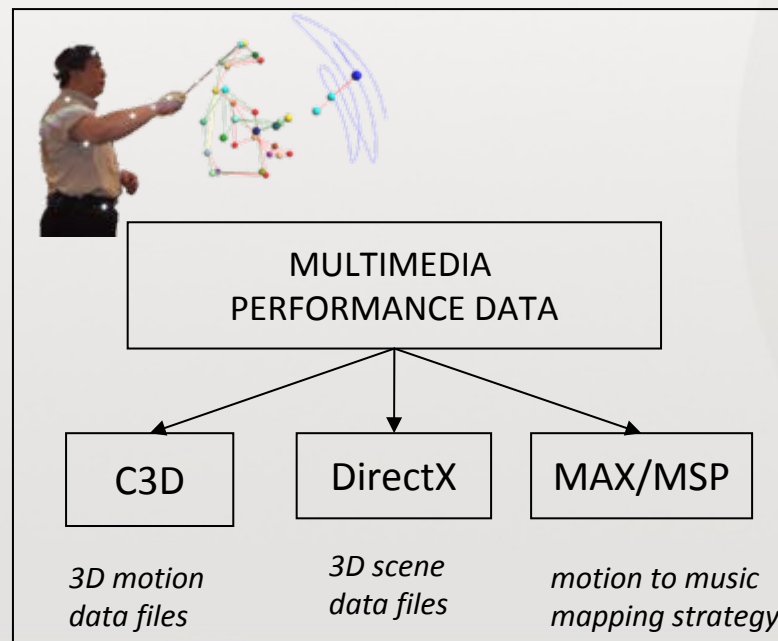 MULTIMEDIA
PERFORMANCE DATA
C3D
DirectX
MAX/MSP
3D motion
data files
3D scene
data files
motion to music
mapping strategy